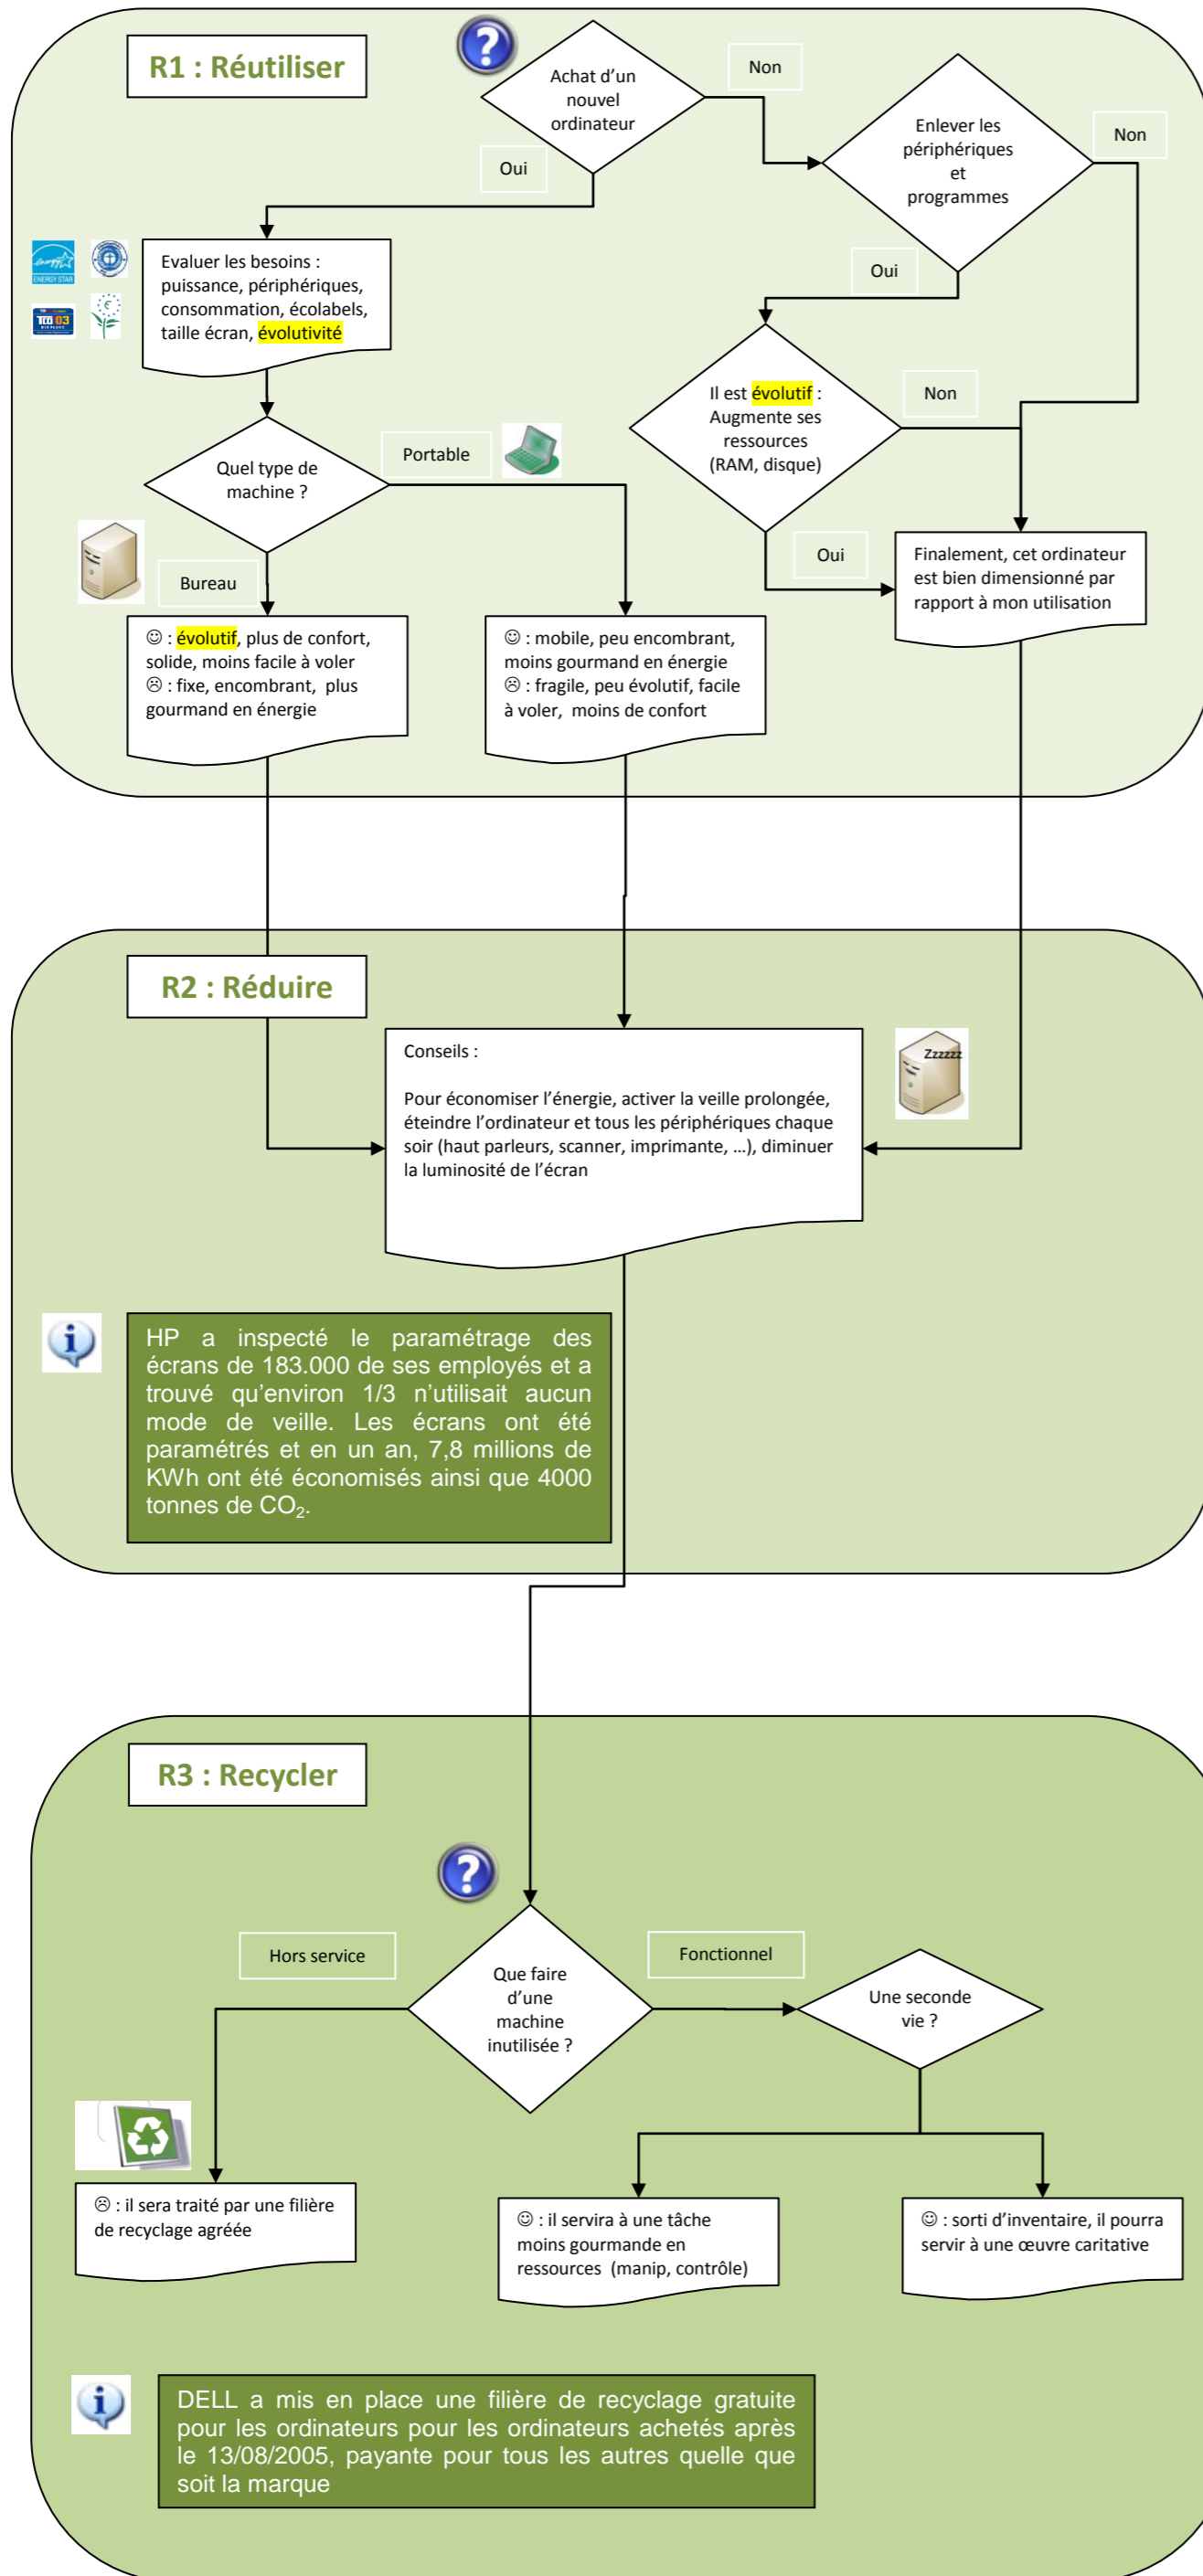 R1 : Réutiliser
Achat d'un
nouvel
ordinateur
Non
Oui
Enlever les
périphériques
et
programmes
Non
Oui
ENERGY STAR
Evaluer les besoins :
puissance, périphériques,
consommation, écolabels,
taille écran, évolutivité
Il est évolutif :
Augmente ses
ressources
(RAM, disque)
Non
Oui
Quel type de
machine ?
Portable
Bureau
Finalement, cet ordinateur
est bien dimensionné par
rapport à mon utilisation
☺ : évolutif, plus de confort,
solide, moins facile à voler
☹ : fixe, encombrant, plus
gourmand en énergie
☺ : mobile, peu encombrant,
moins gourmand en énergie
☹ : fragile, peu évolutif, facile
à voler, moins de confort
R2 : Réduire
Conseils :
Pour économiser l'énergie, activer la veille prolongée,
éteindre l'ordinateur et tous les périphériques chaque
soir (haut parleurs, scanner, imprimante, …), diminuer
la luminosité de l'écran
Zzzzzz
HP a inspecté le paramétrage des
écrans de 183.000 de ses employés et a
trouvé qu'environ 1/3 n'utilisait aucun
mode de veille. Les écrans ont été
paramétrés et en un an, 7,8 millions de
KWh ont été économisés ainsi que 4000
tonnes de CO₂.
R3 : Recycler
Hors service
Que faire
d'une
machine
inutilisée ?
Fonctionnel
Une seconde
vie ?
☹ : il sera traité par une filière
de recyclage agréée
☺ : il servira à une tâche
moins gourmande en
ressources (manip, contrôle)
☺ : sorti d'inventaire, il pourra
servir à une œuvre caritative
DELL a mis en place une filière de recyclage gratuite
pour les ordinateurs pour les ordinateurs achetés après
le 13/08/2005, payante pour tous les autres quelle que
soit la marque